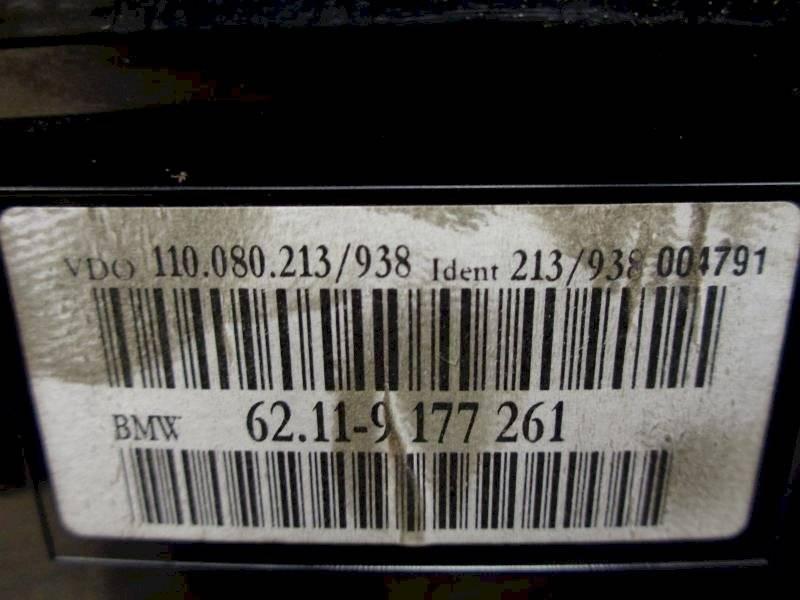 VDO 110.080.213/938 Ident 213/938 004791
BMW 62.11-9 177 261